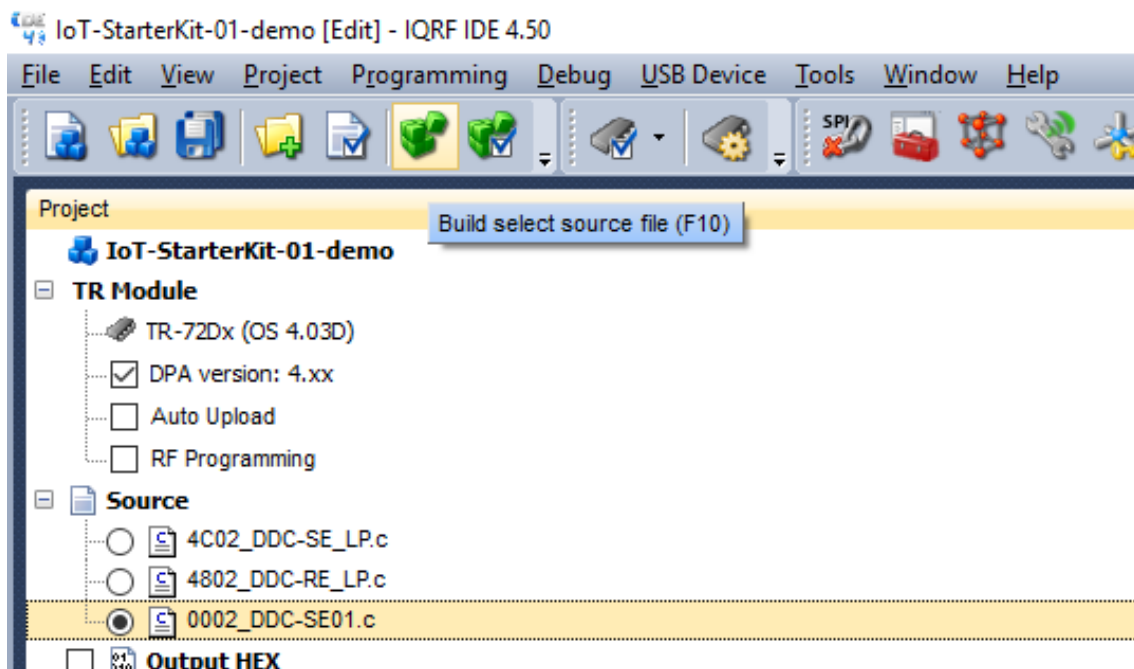 IoT-StarterKit-01-demo [Edit] - IQRF IDE 4.50
File Edit View Project Programming Debug USB Device Tools Window Help
SPI
Project
Build select source file (F10)
IoT-StarterKit-01-demo
TR Module
TR-72Dx (OS 4.03D)
DPA version: 4.xx
Auto Upload
RF Programming
Source
4C02_DDC-SE_LP.c
4802_DDC-RE_LP.c
0002_DDC-SE01.c
Output HEX